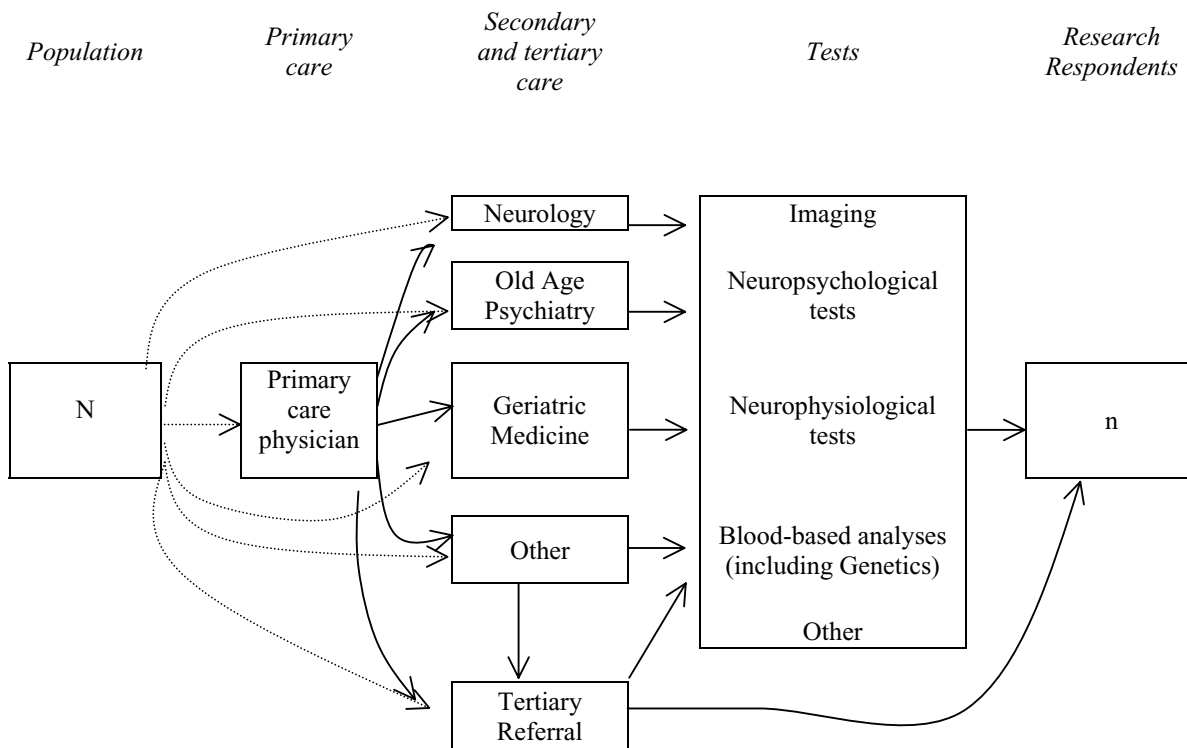 Population
Primary
care
Secondary
and tertiary
care
Tests
Research
Respondents
N
Primary
care
physician
Neurology
Old Age
Psychiatry
Geriatric
Medicine
Other
Tertiary
Referral
Imaging
Neuropsychological
tests
Neurophysiological
tests
Blood-based analyses
(including Genetics)
Other
n